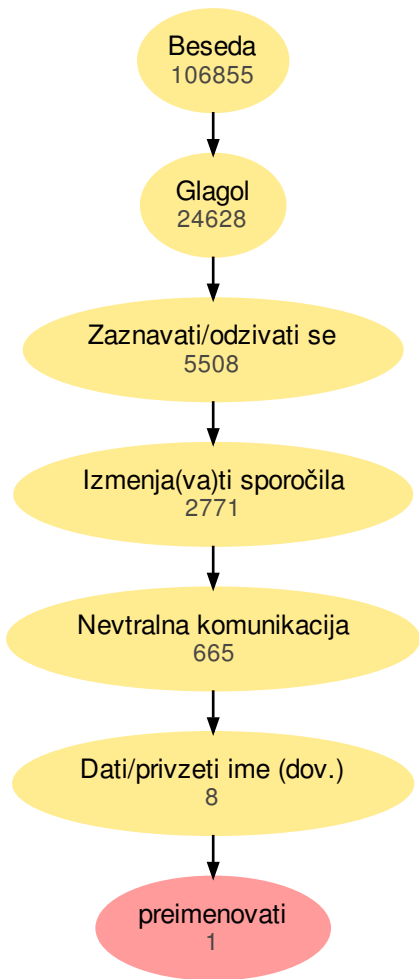 Beseda
106855
Glagol
24628
Zaznavati/odzivati se
5508
Izmenja(va)ti sporočila
2771
Nevtralna komunikacija
665
Dati/privzeti ime (dov.)
8
preimenovati
1